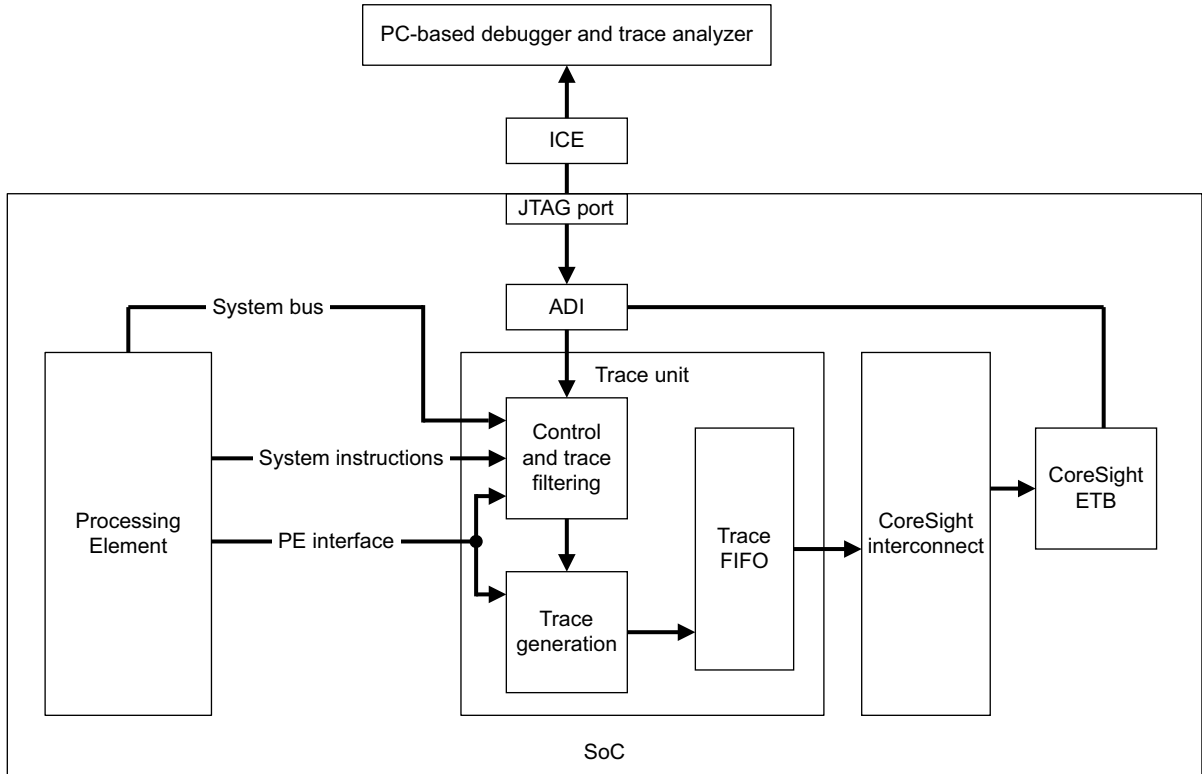 PC-based debugger and trace analyzer
ICE
JTAG port
ADI
System bus
Trace unit
Control
and trace
filtering
System instructions
CoreSight
ETB
Processing
Element
PE interface
Trace
FIFO
CoreSight
interconnect
Trace
generation
SoC